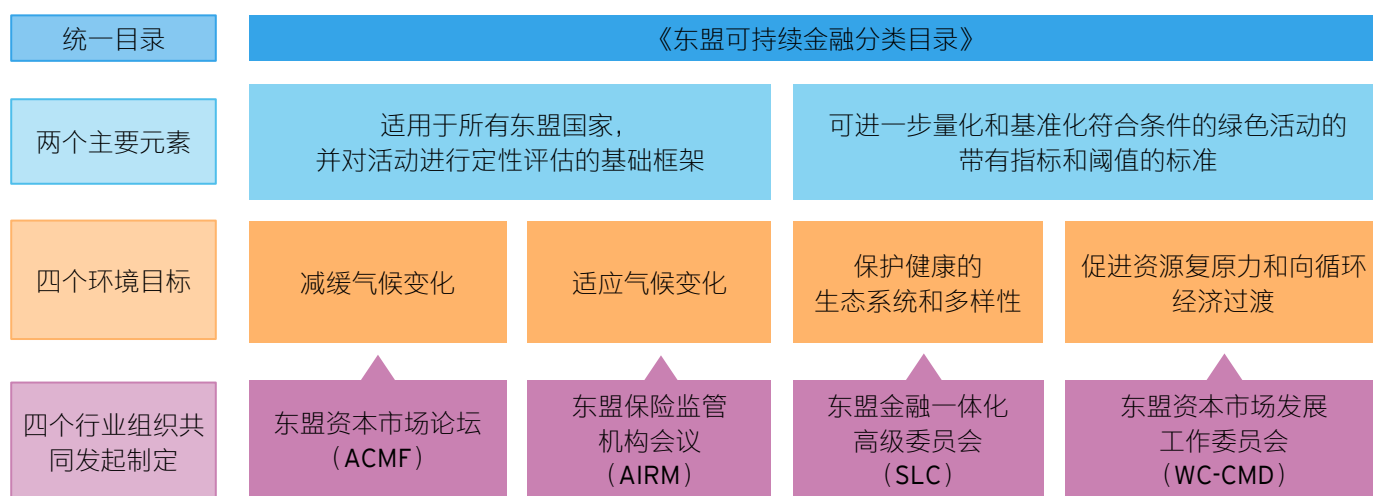 统一目录
《东盟可持续金融分类目录》
两个主要元素
适用于所有东盟国家，
并对活动进行定性评估的基础框架
可进一步量化和基准化符合条件的绿色活动的
带有指标和阈值的标准
四个环境目标
减缓气候变化
适应气候变化
保护健康的
生态系统和多样性
促进资源复原力和向循环
经济过渡
四个行业组织共
同发起制定
东盟资本市场论坛
（ACMF）
东盟保险监管
机构会议
（AIRM）
东盟金融一体化
高级委员会
（SLC）
东盟资本市场发展
工作委员会
（WC-CMD）